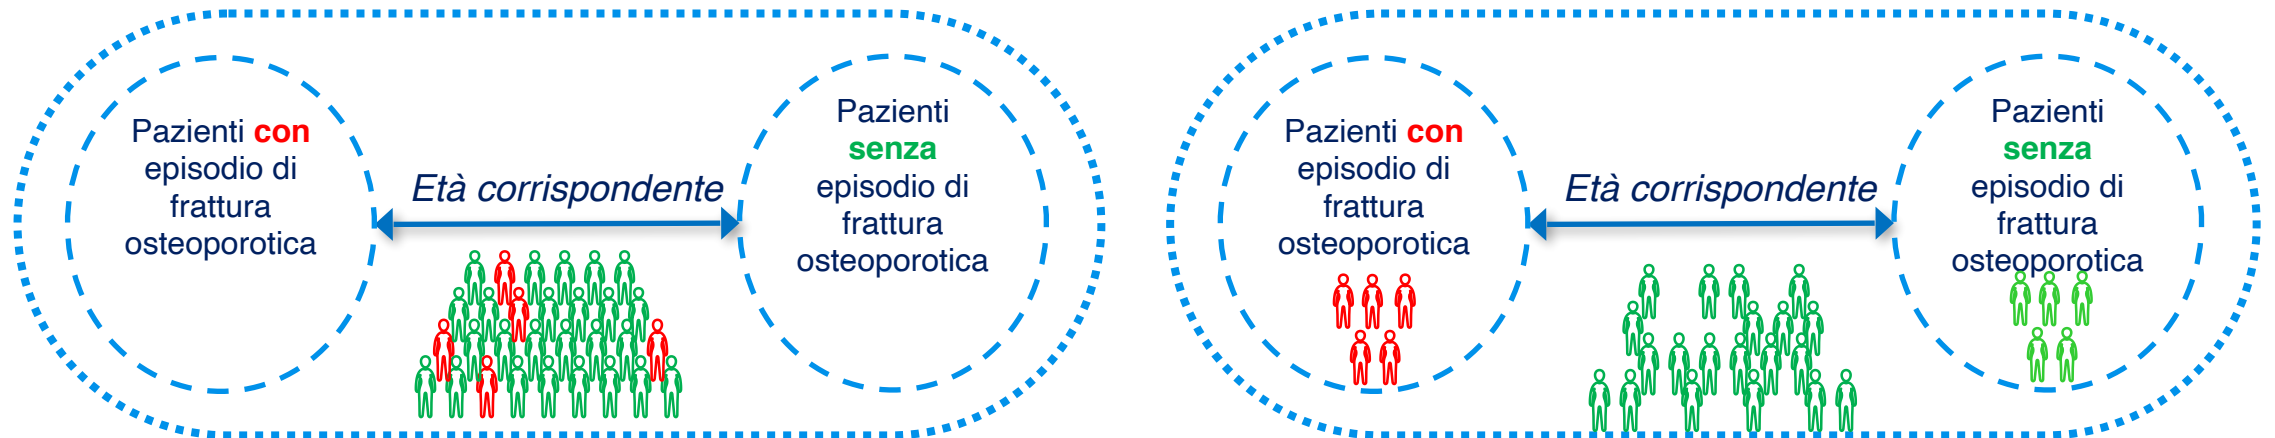 Pazienti con
episodio di
frattura
osteoporotica
Età corrispondente
Pazienti
senza
episodio di
frattura
osteoporotica
Pazienti con
episodio di
frattura
osteoporotica
Età corrispondente
Pazienti
senza
episodio di
frattura
osteoporotica